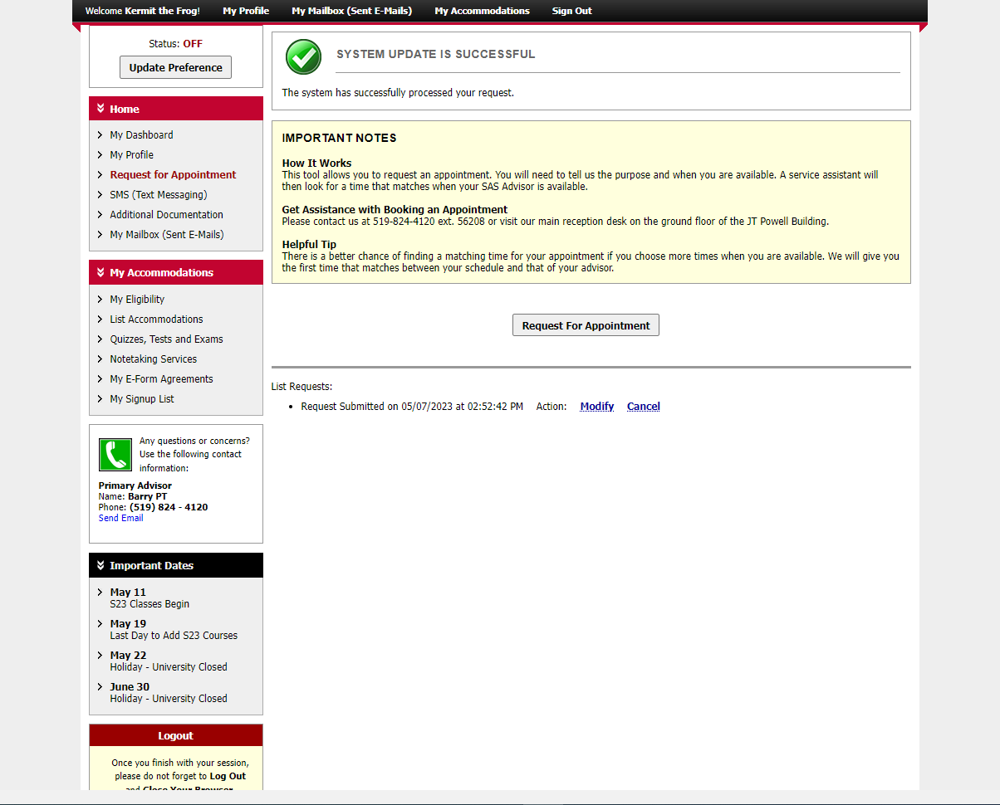 Welcome Kermit the Frog! My Profile My Mailbox (Sent E-Mails) My Accommodations Sign Out
Status: OFF
Update Preference
Home
My Dashboard
My Profile
Request for Appointment
SMS (Text Messaging)
Additional Documentation
My Mailbox (Sent E-Mails)
My Accommodations
My Eligibility
List Accommodations
Quizzes, Tests and Exams
Notetaking Services
My E-Form Agreements
My Signup List
Any questions or concerns?
Use the following contact
information:
Primary Advisor
Name: Barry PT
Phone: (519) 824 - 4120
Send Email
Important Dates
May 11
S23 Classes Begin
May 19
Last Day to Add S23 Courses
May 22
Holiday - University Closed
June 30
Holiday - University Closed
Logout
Once you finish with your session,
please do not forget to Log Out
and Close Your Browser
SYSTEM UPDATE IS SUCCESSFUL
The system has successfully processed your request.
IMPORTANT NOTES
How It Works
This tool allows you to request an appointment. You will need to tell us the purpose and when you are available. A service assistant will
then look for a time that matches when your SAS Advisor is available.
Get Assistance with Booking an Appointment
Please contact us at 519-824-4120 ext. 56208 or visit our main reception desk on the ground floor of the JT Powell Building.
Helpful Tip
There is a better chance of finding a matching time for your appointment if you choose more times when you are available. We will give you
the first time that matches between your schedule and that of your advisor.
Request For Appointment
List Requests:
Request Submitted on 05/07/2023 at 02:52:42 PM Action: Modify Cancel